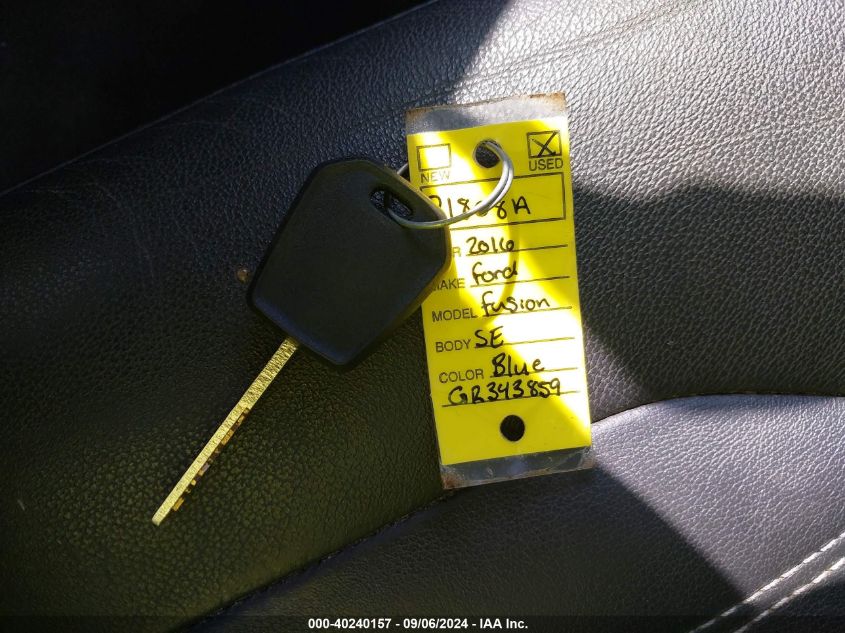 NEW USED
1808A
2016
MAKE Ford
MODEL fusion
BODY SE
COLOR Blue
GR343859
000-40240157 - 09/06/2024 - IAA Inc.